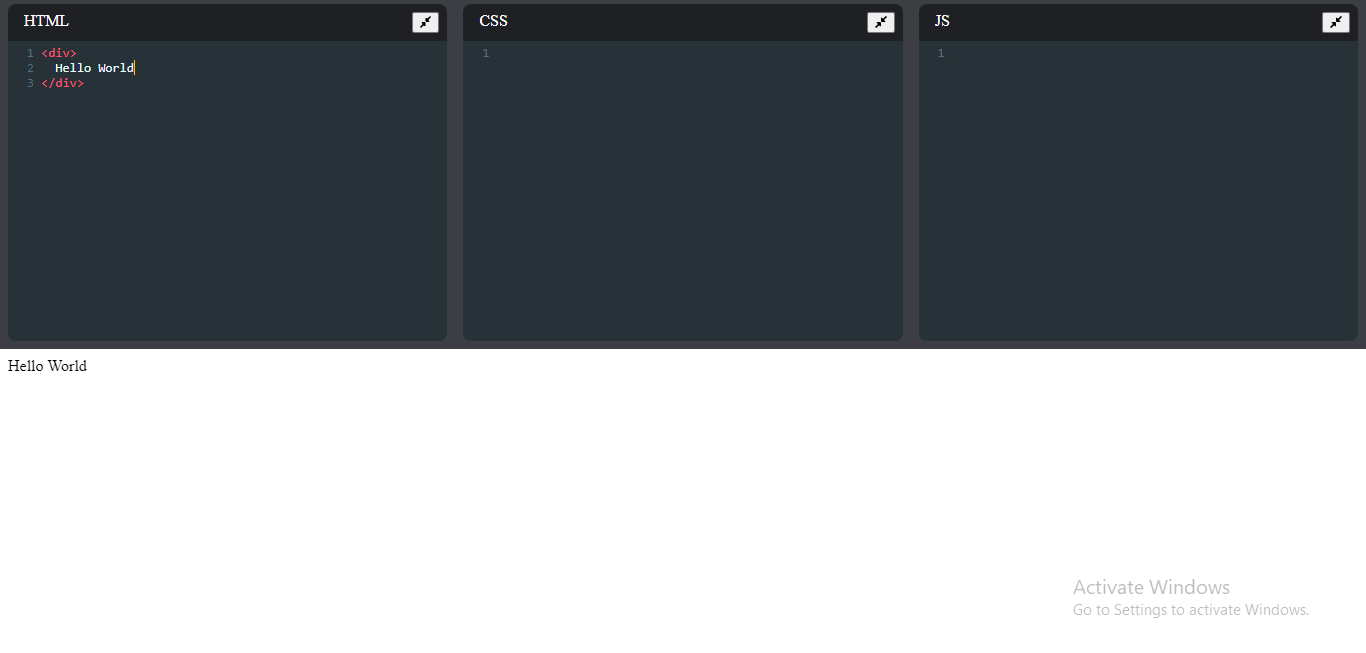 HTML
1 <div>
2 Hello World
3 </div>
CSS
1
JS
1
Hello World
Activate Windows
Go to Settings to activate Windows.